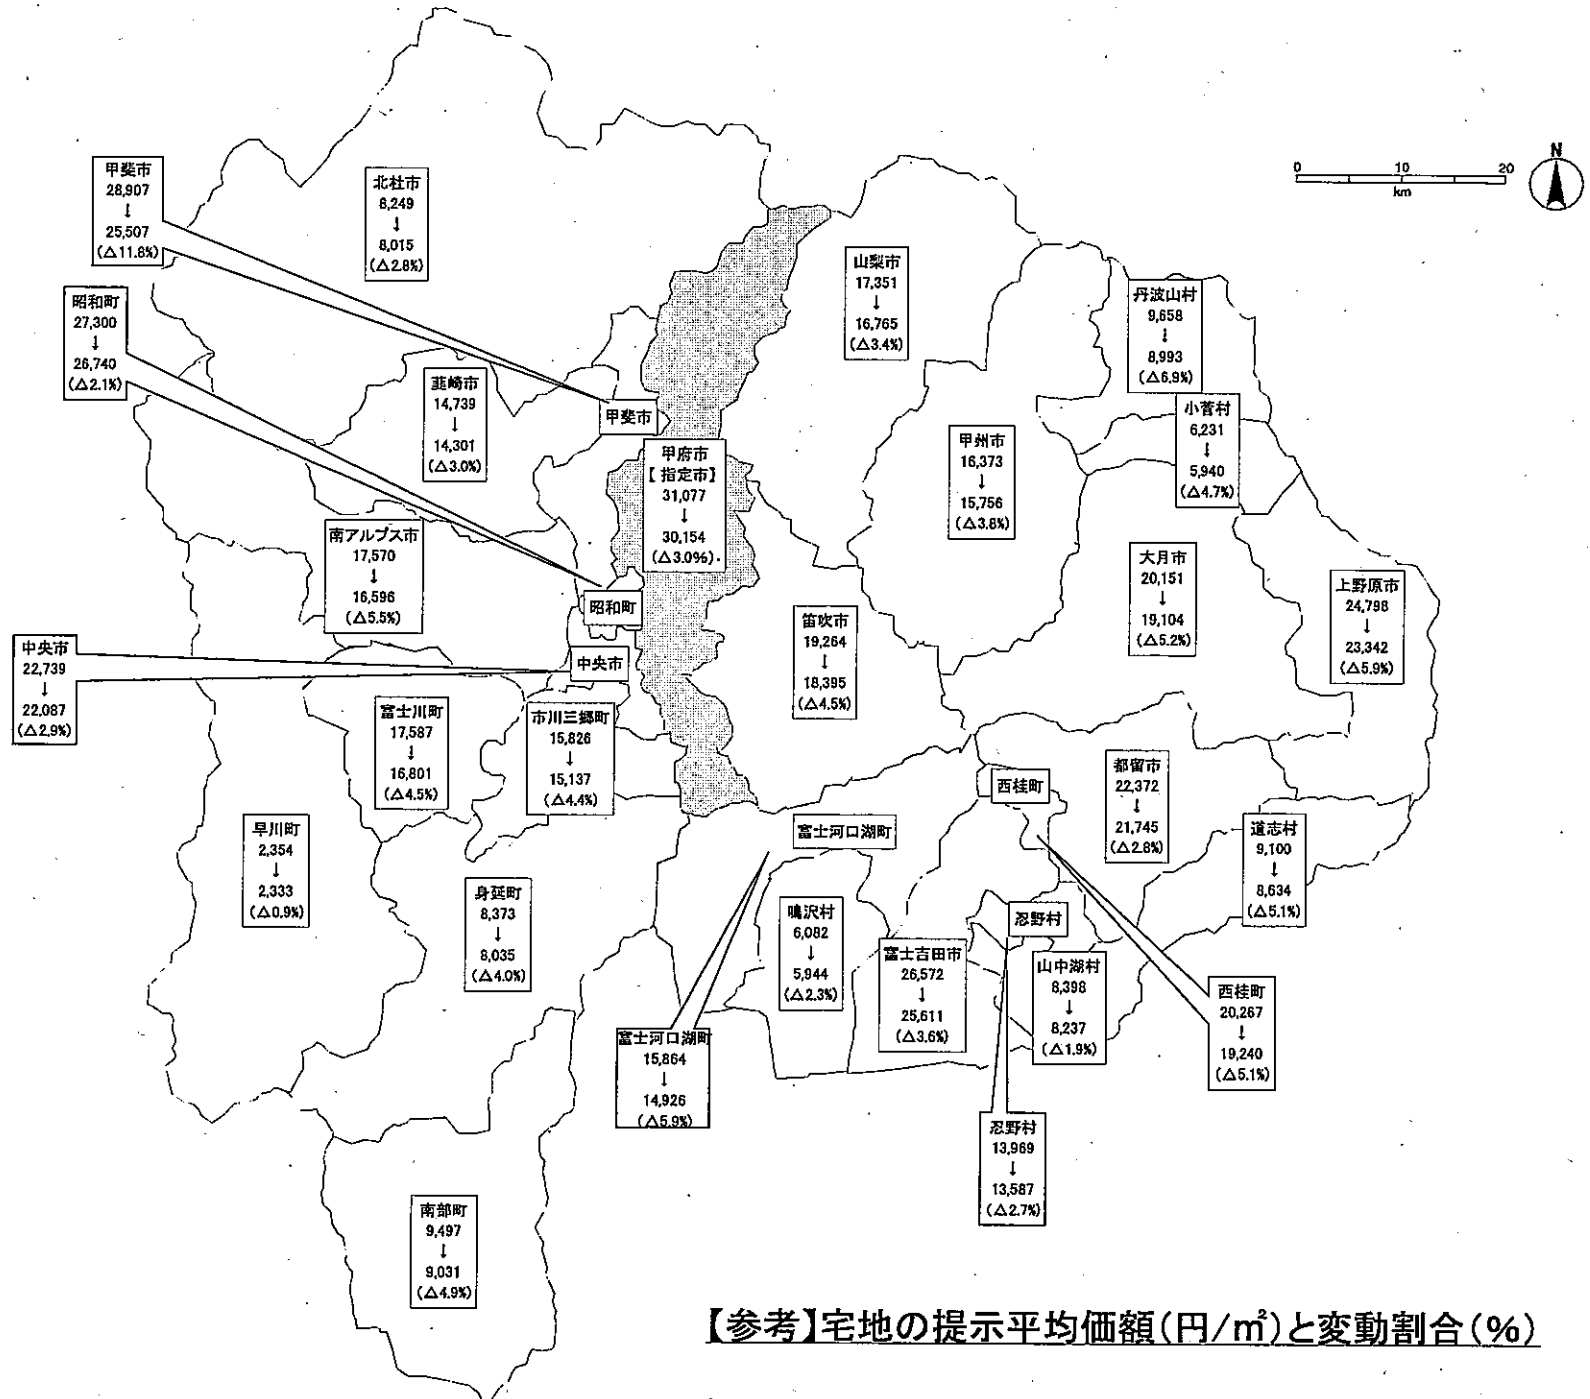 甲斐市
28,907
↓
25,507
(△11.8%)
北杜市
8,249
↓
8,015
(△2.8%)
0 10 20
km
N
昭和町
27,300
↓
26,740
(△2.1%)
韮崎市
14,739
↓
14,301
(△3.0%)
甲斐市
山梨市
17,351
↓
16,765
(△3.4%)
丹波山村
9,658
↓
8,993
(△6.9%)
小菅村
6,231
↓
5,940
(△4.7%)
甲府市
【指定市】
31,077
↓
30,154
(△3.0%)
甲州市
16,373
↓
15,756
(△3.8%)
南アルプス市
17,570
↓
16,596
(△5.5%)
昭和町
大月市
20,151
↓
19,104
(△5.2%)
上野原市
24,798
↓
23,342
(△5.9%)
中央市
22,739
↓
22,087
(△2.9%)
中央市
笛吹市
19,264
↓
18,395
(△4.5%)
富士川町
17,587
↓
16,801
(△4.5%)
市川三郷町
15,826
↓
15,137
(△4.4%)
西桂町
都留市
22,372
↓
21,745
(△2.8%)
早川町
2,354
↓
2,333
(△0.9%)
富士河口湖町
道志村
9,100
↓
8,634
(△5.1%)
身延町
8,373
↓
8,035
(△4.0%)
鳴沢村
6,082
↓
5,944
(△2.3%)
富士吉田市
26,572
↓
25,611
(△3.6%)
忍野村
山中湖村
8,398
↓
8,237
(△1.9%)
西桂町
20,267
↓
19,240
(△5.1%)
富士河口湖町
15,864
↓
14,926
(△5.9%)
忍野村
13,969
↓
13,587
(△2.7%)
南部町
9,497
↓
9,031
(△4.9%)
【参考】宅地の提示平均価額(円/㎡)と変動割合(%)